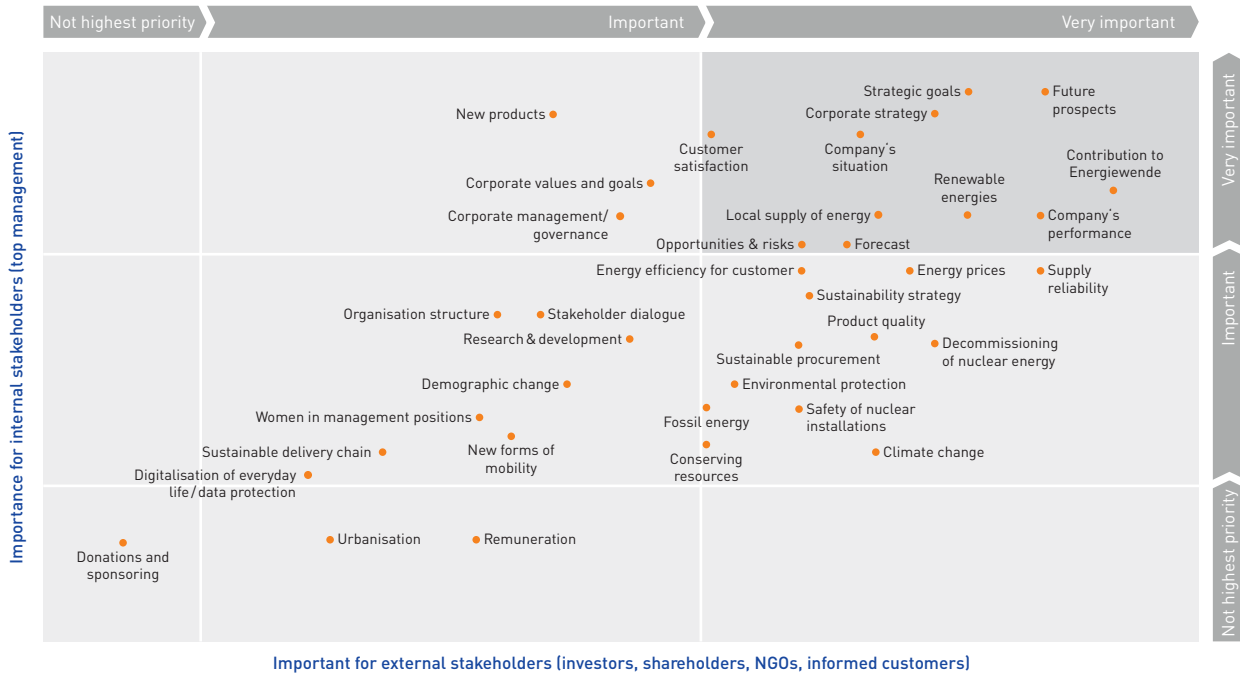 Not highest priority
Important
Very important
Importance for internal stakeholders (top management)
Very important
Important
Not highest priority
Strategic goals
Future
prospects
New products
Corporate strategy
Customer
satisfaction
Company's
situation
Contribution to
Energiewende
Corporate values and goals
Renewable
energies
Corporate management/
governance
Local supply of energy
Company's
performance
Opportunities & risks
Forecast
Energy efficiency for customer
Energy prices
Supply
reliability
Sustainability strategy
Organisation structure
Stakeholder dialogue
Product quality
Research & development
Sustainable procurement
Decommissioning
of nuclear energy
Demographic change
Environmental protection
Women in management positions
Fossil energy
Safety of nuclear
installations
New forms of
mobility
Sustainable delivery chain
Conserving
resources
Climate change
Digitalisation of everyday
life/data protection
Donations and
sponsoring
Urbanisation
Remuneration
Important for external stakeholders (investors, shareholders, NGOs, informed customers)